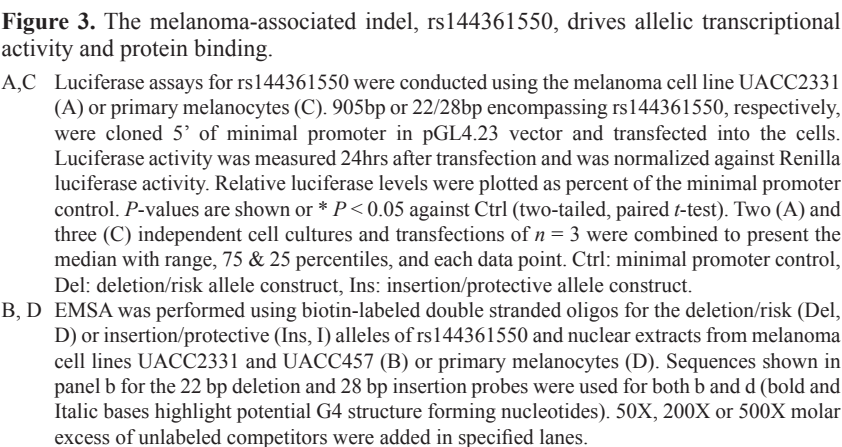 Figure 3. The melanoma-associated indel, rs144361550, drives allelic transcriptional
activity and protein binding.
A,C Luciferase assays for rs144361550 were conducted using the melanoma cell line UACC2331
(A) or primary melanocytes (C). 905bp or 22/28bp encompassing rs144361550, respectively,
were cloned 5’ of minimal promoter in pGL4.23 vector and transfected into the cells.
Luciferase activity was measured 24hrs after transfection and was normalized against Renilla
luciferase activity. Relative luciferase levels were plotted as percent of the minimal promoter
control. P-values are shown or * P < 0.05 against Ctrl (two-tailed, paired t-test). Two (A) and
three (C) independent cell cultures and transfections of n = 3 were combined to present the
median with range, 75 & 25 percentiles, and each data point. Ctrl: minimal promoter control,
Del: deletion/risk allele construct, Ins: insertion/protective allele construct.
B, D EMSA was performed using biotin-labeled double stranded oligos for the deletion/risk (Del,
D) or insertion/protective (Ins, I) alleles of rs144361550 and nuclear extracts from melanoma
cell lines UACC2331 and UACC457 (B) or primary melanocytes (D). Sequences shown in
panel b for the 22 bp deletion and 28 bp insertion probes were used for both b and d (bold and
Italic bases highlight potential G4 structure forming nucleotides). 50X, 200X or 500X molar
excess of unlabeled competitors were added in specified lanes.